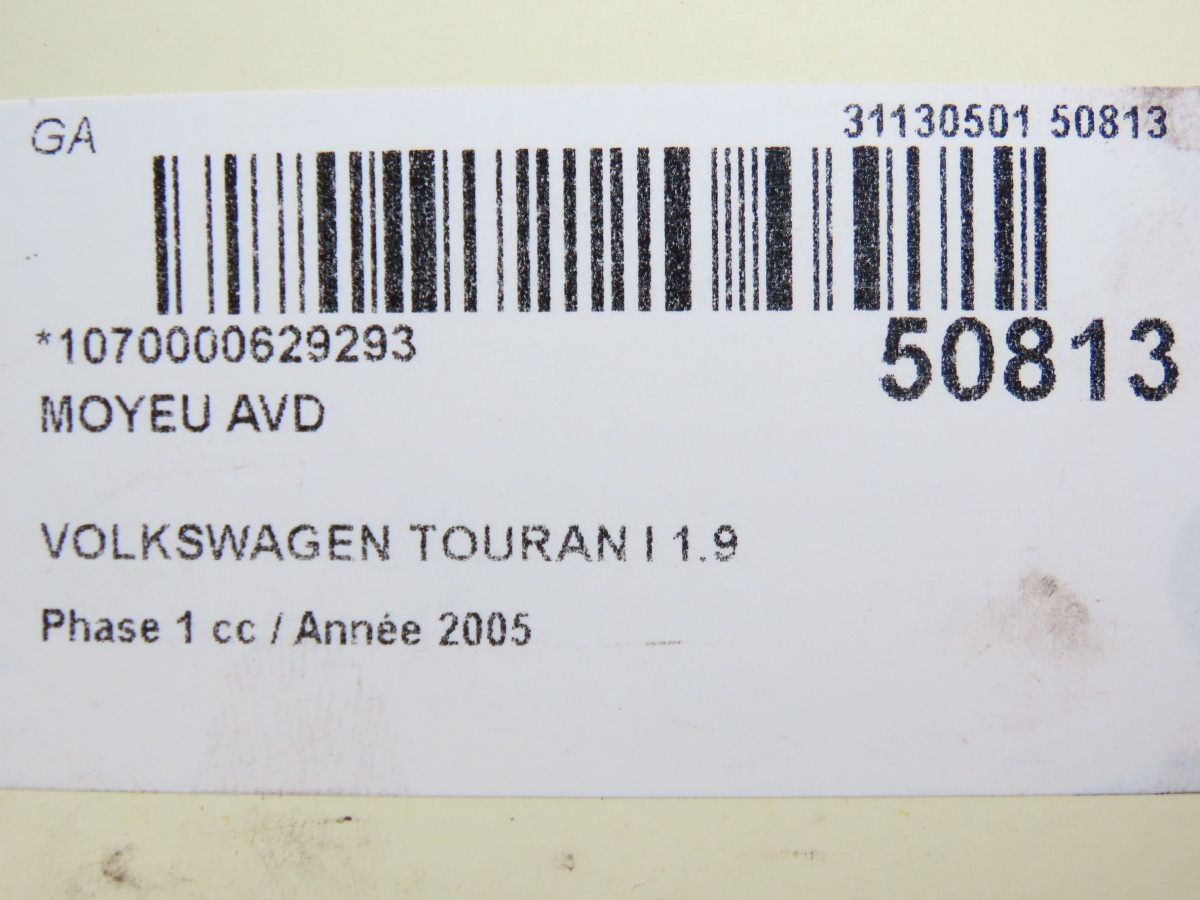 GA
31130501 50813
*1070000629293
50813
MOYEU AVD
VOLKSWAGEN TOURAN I 1.9
Phase 1 cc / Année 2005